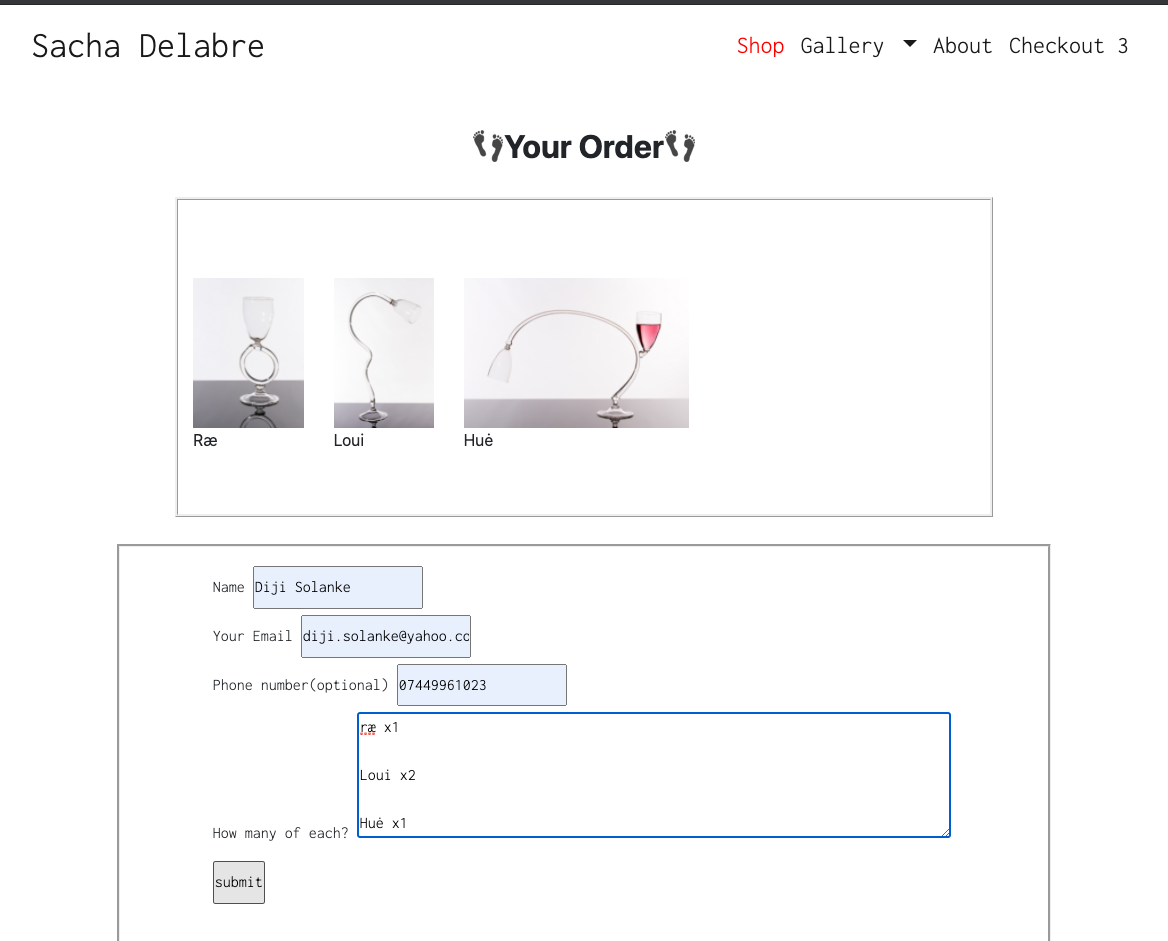 Sacha Delabre
Shop Gallery About Checkout 3
👣Your Order👣
Ræ
Loui
Huė
Name Diji Solanke
Your Email diji.solanke@yahoo.co
Phone number(optional) 07449961023
ræ x1
Loui x2
Huė x1
How many of each?
submit